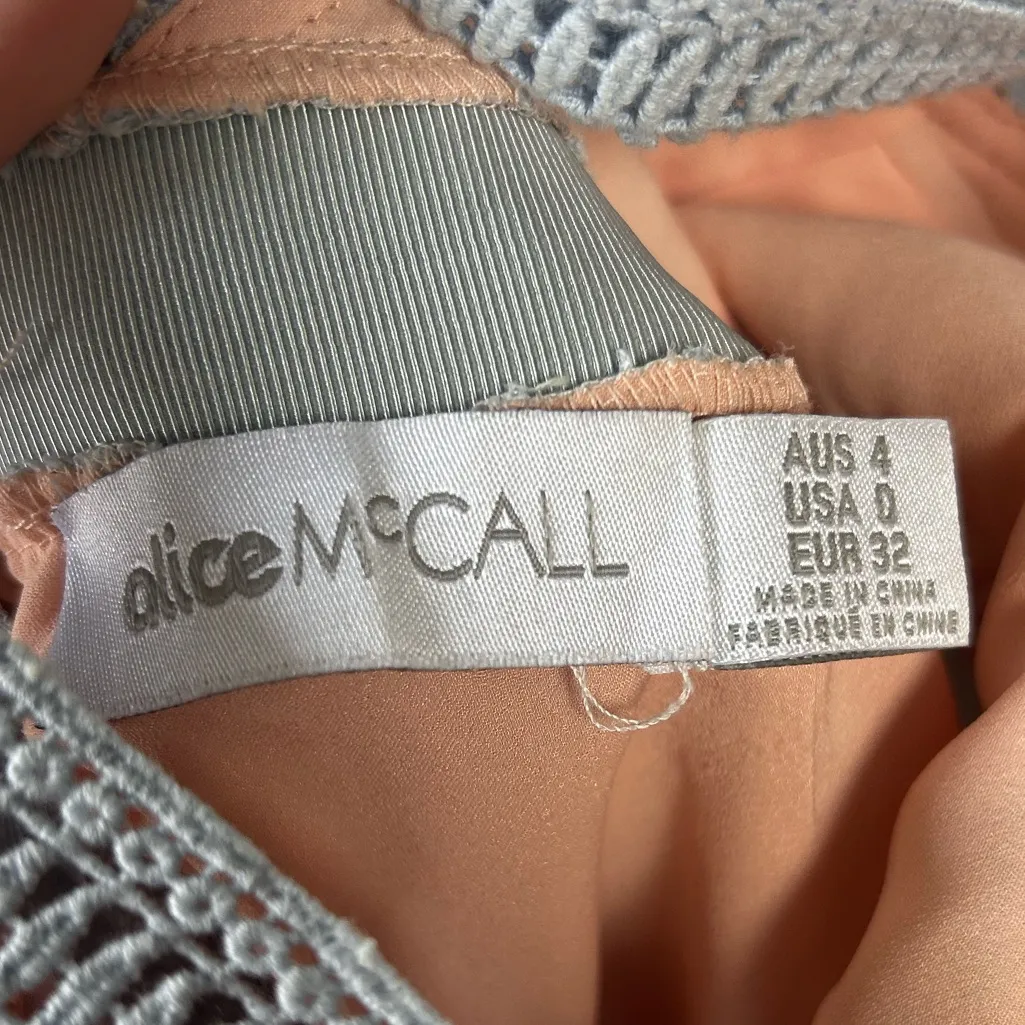 alice McCALL
AUS 4
USA 0
EUR 32
MADE IN CHINA
FABRIQUÉ EN CHINE